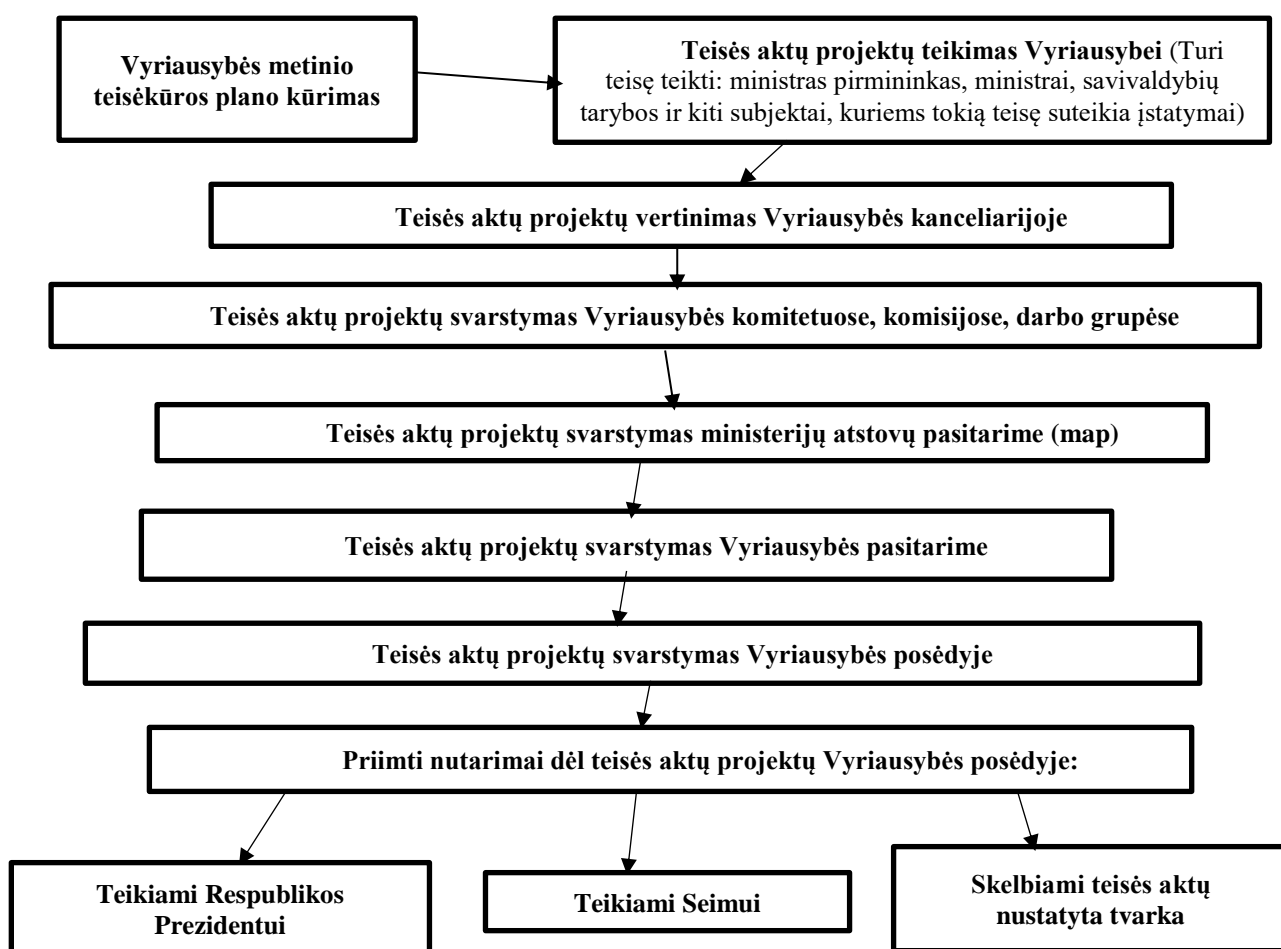 Vyriausybės metinio
teisėkūros plano kūrimas
Teisės aktų projektų teikimas Vyriausybei (Turi
teisę teikti: ministras pirmininkas, ministrai, savivaldybių
tarybos ir kiti subjektai, kuriems tokią teisę suteikia įstatymai)
Teisės aktų projektų vertinimas Vyriausybės kanceliarijoje
Teisės aktų projektų svarstymas Vyriausybės komitetuose, komisijose, darbo grupėse
Teisės aktų projektų svarstymas ministerijų atstovų pasitarime (map)
Teisės aktų projektų svarstymas Vyriausybės pasitarime
Teisės aktų projektų svarstymas Vyriausybės posėdyje
Priimti nutarimai dėl teisės aktų projektų Vyriausybės posėdyje:
Teikiami Respublikos
Prezidentui
Teikiami Seimui
Skelbiami teisės aktų
nustatyta tvarka